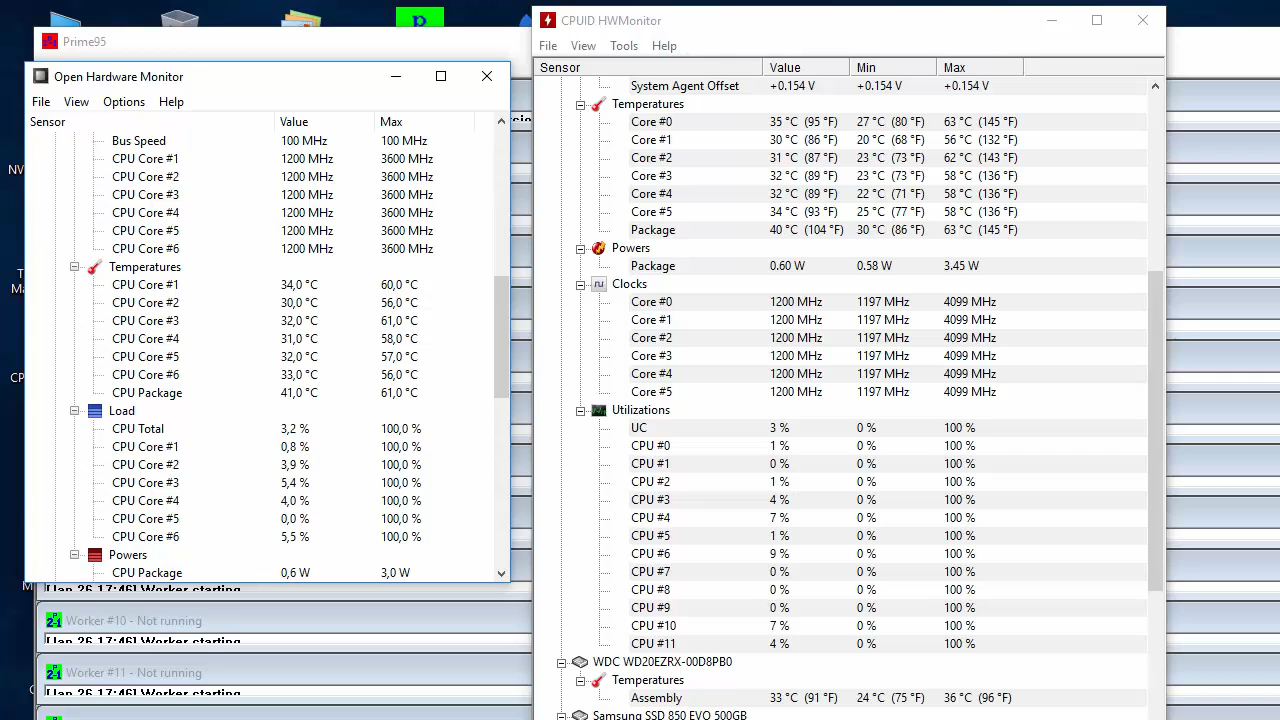 Prime95
Open Hardware Monitor
File View Options Help
Sensor Value Max
Bus Speed 100 MHz 100 MHz
CPU Core #1 1200 MHz 3600 MHz
CPU Core #2 1200 MHz 3600 MHz
CPU Core #3 1200 MHz 3600 MHz
CPU Core #4 1200 MHz 3600 MHz
CPU Core #5 1200 MHz 3600 MHz
CPU Core #6 1200 MHz 3600 MHz
Temperatures
CPU Core #1 34,0 °C 60,0 °C
CPU Core #2 30,0 °C 56,0 °C
CPU Core #3 32,0 °C 61,0 °C
CPU Core #4 31,0 °C 58,0 °C
CPU Core #5 32,0 °C 57,0 °C
CPU Core #6 33,0 °C 56,0 °C
CPU Package 41,0 °C 61,0 °C
Load
CPU Total 3,2 % 100,0 %
CPU Core #1 0,8 % 100,0 %
CPU Core #2 3,9 % 100,0 %
CPU Core #3 5,4 % 100,0 %
CPU Core #4 4,0 % 100,0 %
CPU Core #5 0,0 % 100,0 %
CPU Core #6 5,5 % 100,0 %
Powers
CPU Package 0,6 W 3,0 W
[Jan 26 17:46] Worker starting
Worker #10 - Not running
[Jan 26 17:46] Worker starting
Worker #11 - Not running
[Jan 26 17:46] Worker starting
CPUID HWMonitor
File View Tools Help
Sensor Value Min Max
System Agent Offset +0.154 V +0.154 V +0.154 V
Temperatures
Core #0 35 °C (95 °F) 27 °C (80 °F) 63 °C (145 °F)
Core #1 30 °C (86 °F) 20 °C (68 °F) 56 °C (132 °F)
Core #2 31 °C (87 °F) 23 °C (73 °F) 62 °C (143 °F)
Core #3 32 °C (89 °F) 23 °C (73 °F) 58 °C (136 °F)
Core #4 32 °C (89 °F) 22 °C (71 °F) 58 °C (136 °F)
Core #5 34 °C (93 °F) 25 °C (77 °F) 58 °C (136 °F)
Package 40 °C (104 °F) 30 °C (86 °F) 63 °C (145 °F)
Powers
Package 0.60 W 0.58 W 3.45 W
Clocks
Core #0 1200 MHz 1197 MHz 4099 MHz
Core #1 1200 MHz 1197 MHz 4099 MHz
Core #2 1200 MHz 1197 MHz 4099 MHz
Core #3 1200 MHz 1197 MHz 4099 MHz
Core #4 1200 MHz 1197 MHz 4099 MHz
Core #5 1200 MHz 1197 MHz 4099 MHz
Utilizations
UC 3 % 0 % 100 %
CPU #0 1 % 0 % 100 %
CPU #1 0 % 0 % 100 %
CPU #2 1 % 0 % 100 %
CPU #3 4 % 0 % 100 %
CPU #4 7 % 0 % 100 %
CPU #5 1 % 0 % 100 %
CPU #6 9 % 0 % 100 %
CPU #7 0 % 0 % 100 %
CPU #8 0 % 0 % 100 %
CPU #9 0 % 0 % 100 %
CPU #10 7 % 0 % 100 %
CPU #11 4 % 0 % 100 %
WDC WD20EZRX-00D8PB0
Temperatures
Assembly 33 °C (91 °F) 24 °C (75 °F) 36 °C (96 °F)
Samsung SSD 850 EVO 500GB